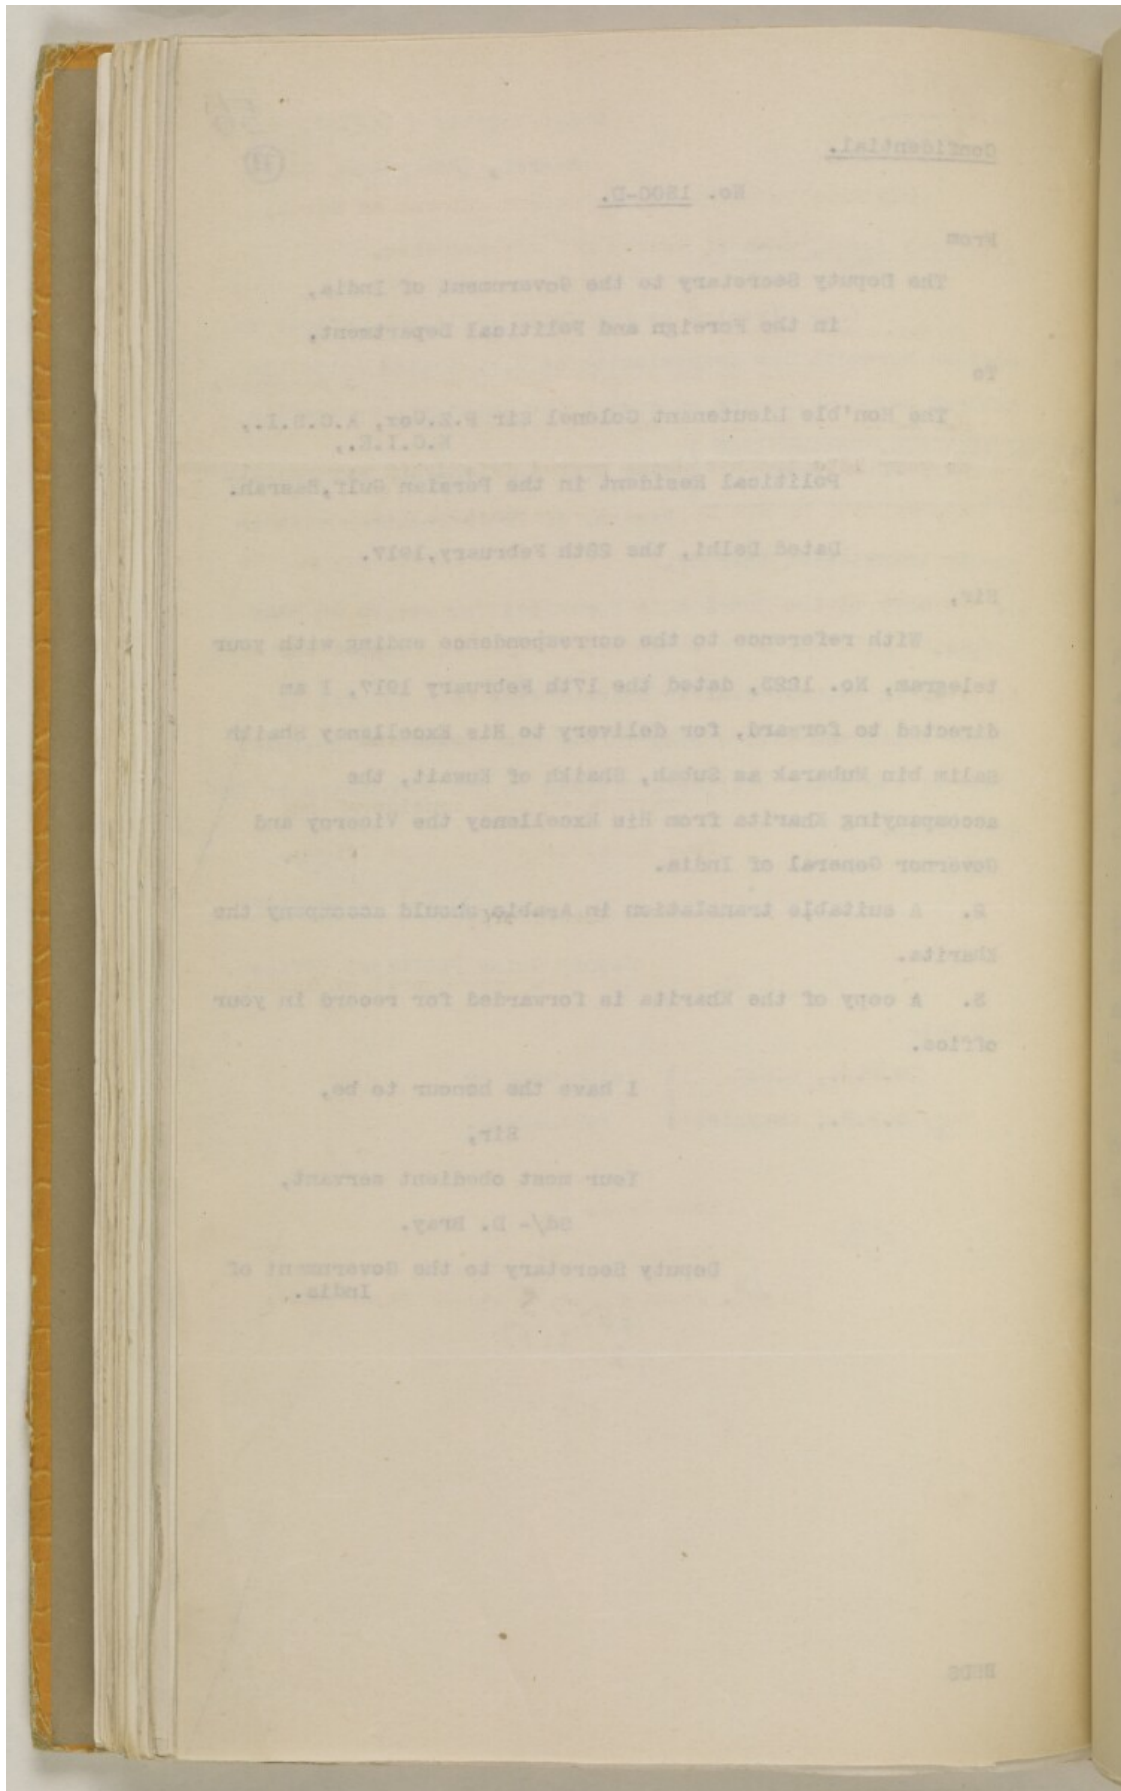 Confidential.
No. 1800-D.
From
The Deputy Secretary to the Government of India,
in the Foreign and Political Department,
To
The Hon'ble Lieutenant Colonel Sir P.Z.Cox, K.C.S.I.,
K.C.I.E.,
Political Resident in the Persian Gulf,Basrah.
Dated Delhi, the February,1917.
Sir,
With reference to the correspondence ending with your
telegram, No. dated the 17th February 1917, I am
directed to forward, for delivery to His Excellency Shaikh
Salim bin Mubarak as Subah, Shaikh of Kuwait, the
accompanying Kharita from His Excellency the Viceroy and
Governor General of India.
2. A suitable translation in Arabic should accompany the
Kharita.
3. A copy of the Kharita is forwarded for record in your
office.
I have the honour to be,
Sir,
Your most obedient servant,
Sd/- D. Bray.
Deputy Secretary to the Government of
India.